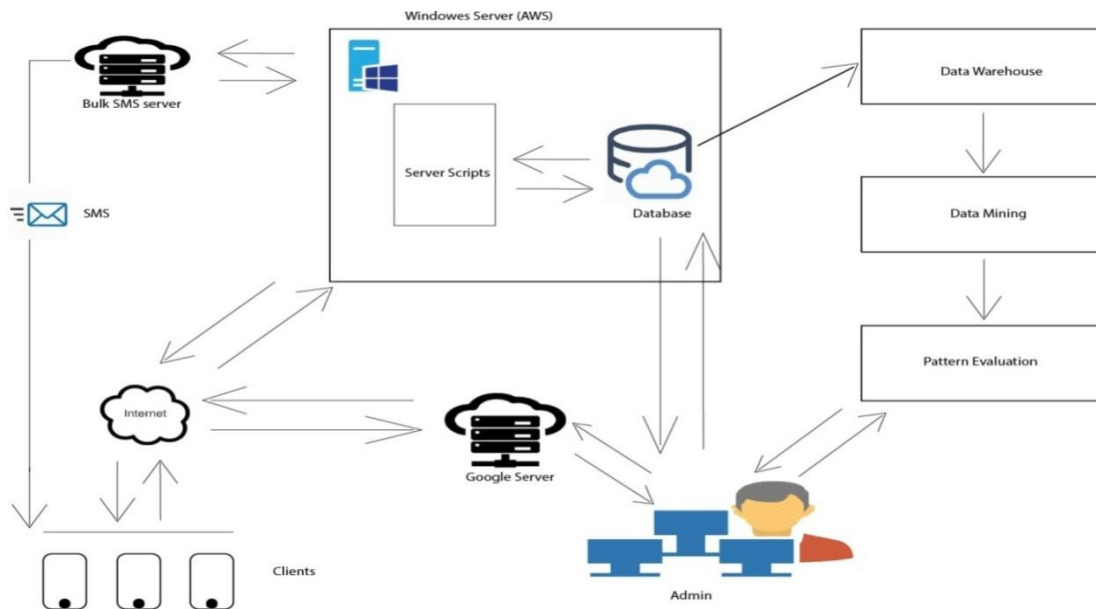 Windowes Server (AWS)
Bulk SMS server
Data Warehouse
Server Scripts
Database
SMS
Data Mining
Pattern Evaluation
Internet
Google Server
Clients
Admin